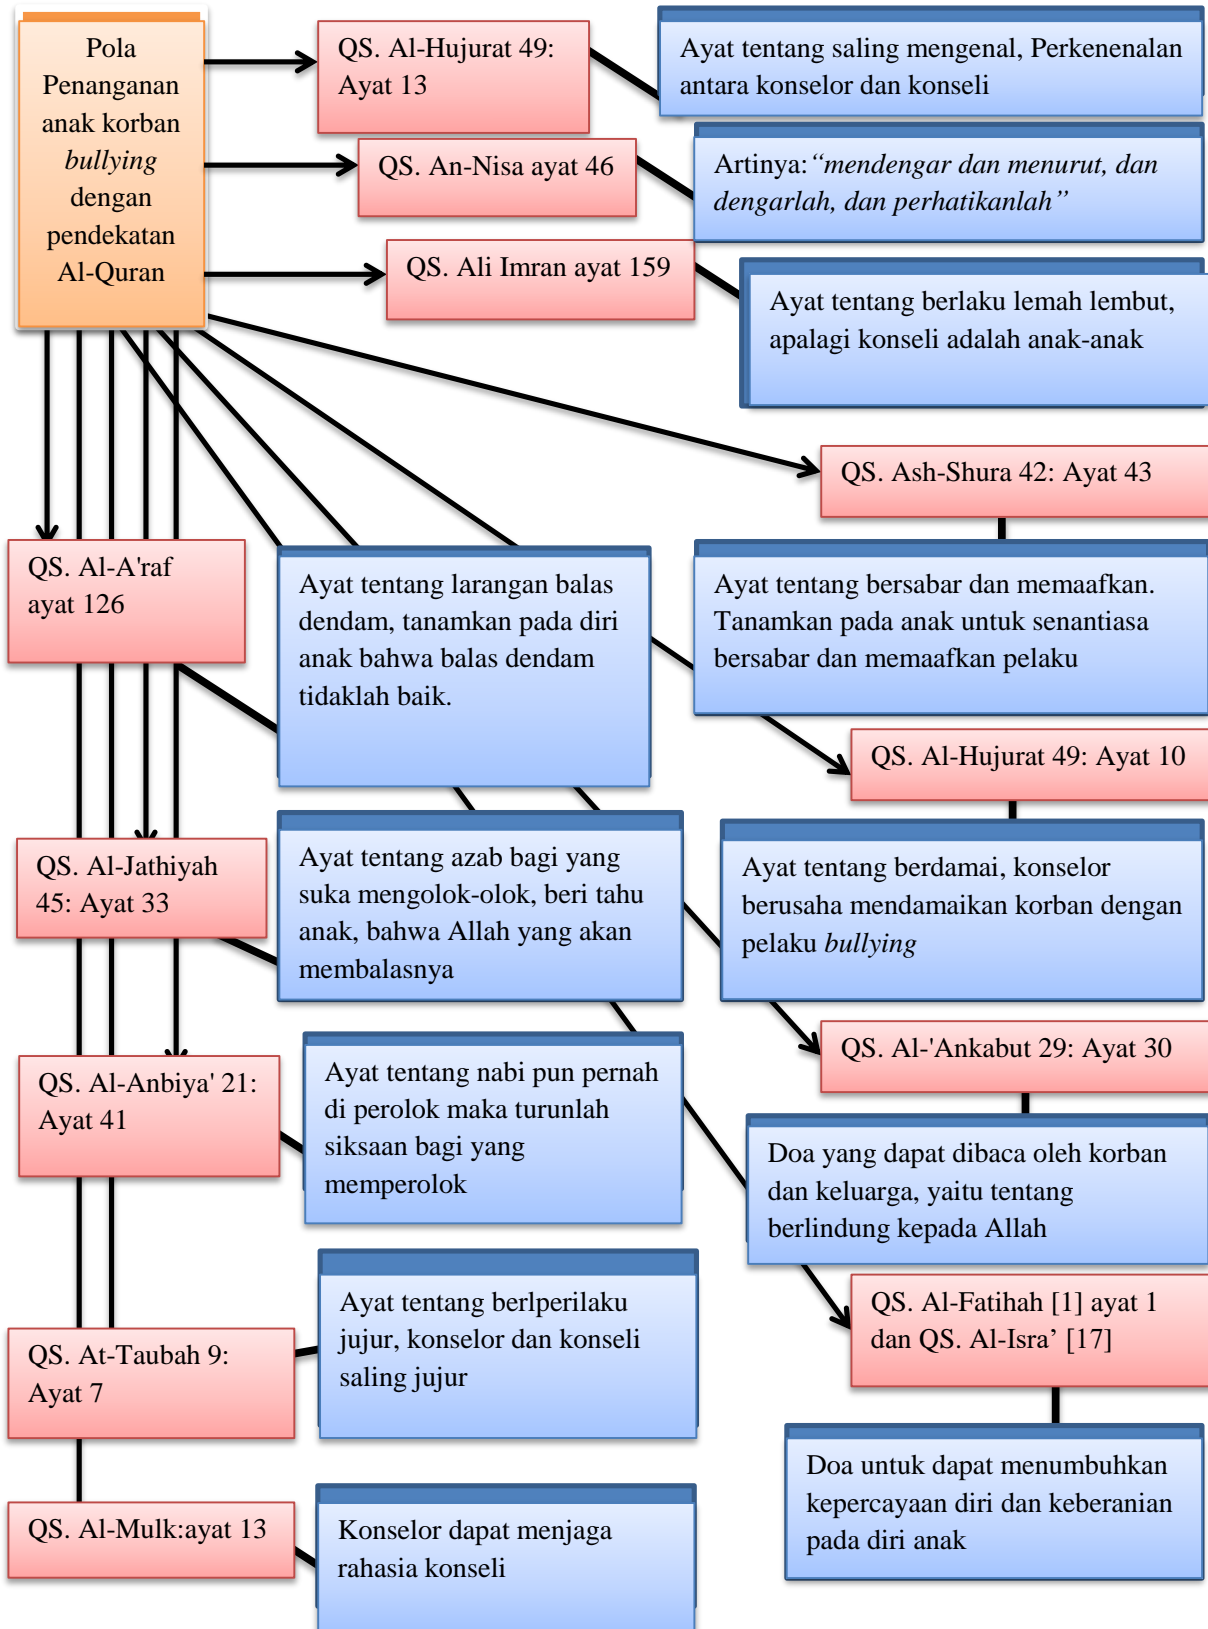 Pola
Penanganan
anak korban
bullying
dengan
pendekatan
Al-Quran
QS. Al-Hujurat 49:
Ayat 13
Ayat tentang saling mengenal, Perkenenalan
antara konselor dan konseli
QS. An-Nisa ayat 46
Artinya: “mendengar dan menurut, dan
dengarlah, dan perhatikanlah”
QS. Ali Imran ayat 159
Ayat tentang berlaku lemah lembut,
apalagi konseli adalah anak-anak
QS. Ash-Shura 42: Ayat 43
Ayat tentang bersabar dan memaafkan.
Tanamkan pada anak untuk senantiasa
bersabar dan memaafkan pelaku
QS. Al-A'raf
ayat 126
Ayat tentang larangan balas
dendam, tanamkan pada diri
anak bahwa balas dendam
tidaklah baik.
QS. Al-Hujurat 49: Ayat 10
Ayat tentang berdamai, konselor
berusaha mendamaikan korban dengan
pelaku bullying
QS. Al-Jathiyah
45: Ayat 33
Ayat tentang azab bagi yang
suka mengolok-olok, beri tahu
anak, bahwa Allah yang akan
membalasnya
QS. Al-'Ankabut 29: Ayat 30
Doa yang dapat dibaca oleh korban
dan keluarga, yaitu tentang
berlindung kepada Allah
QS. Al-Anbiya' 21:
Ayat 41
Ayat tentang nabi pun pernah
di perolok maka turunlah
siksaan bagi yang
memperolok
QS. Al-Fatihah [1] ayat 1
dan QS. Al-Isra’ [17]
Doa untuk dapat menumbuhkan
kepercayaan diri dan keberanian
pada diri anak
QS. At-Taubah 9:
Ayat 7
Ayat tentang berlperilaku
jujur, konselor dan konseli
saling jujur
QS. Al-Mulk:ayat 13
Konselor dapat menjaga
rahasia konseli